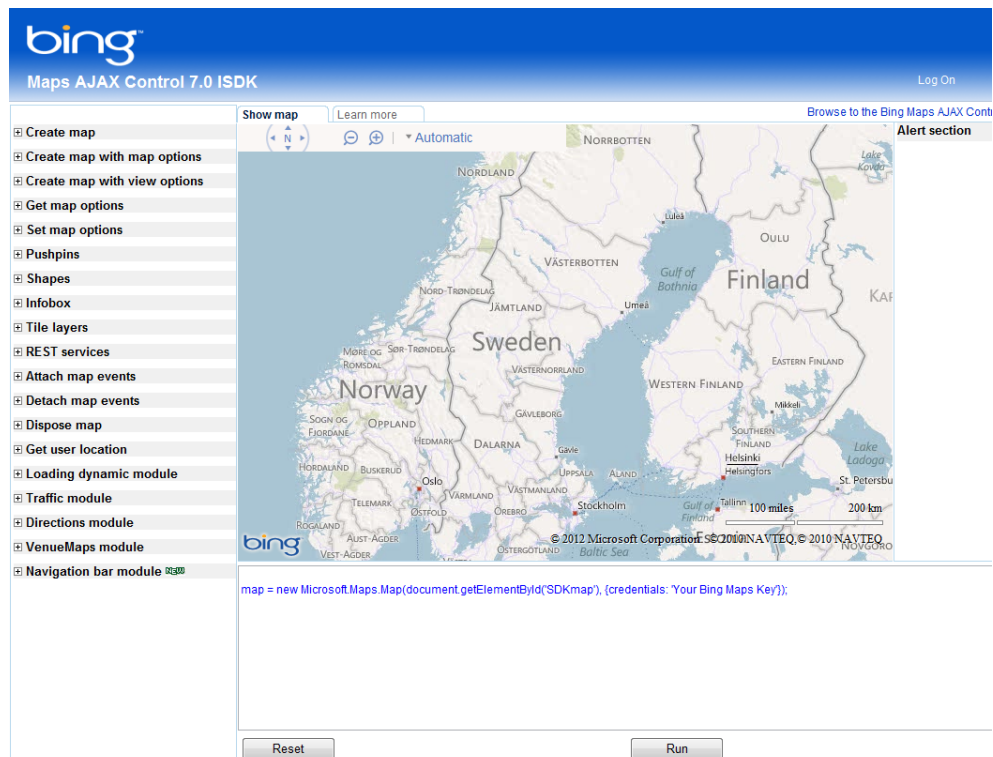 bing™
Maps AJAX Control 7.0 ISDK
Log On
Show map
Learn more
Browse to the Bing Maps AJAX Contr
Create map
Create map with map options
Create map with view options
Get map options
Set map options
Pushpins
Shapes
Infobox
Tile layers
REST services
Attach map events
Detach map events
Dispose map
Get user location
Loading dynamic module
Traffic module
Directions module
VenueMaps module
Navigation bar module NEW
N
Automatic
NORRBOTTEN
Lake
Kovda
NORDLAND
Luleå
OULU
VÄSTERBOTTEN
Gulf of
Bothnia
Finland
NORD-TRØNDELAG
KAR
JÄMTLAND
Umeå
Sweden
MØRE OG
ROMSDAL
SØR-TRØNDELAG
VÄSTERNORRLAND
EASTERN FINLAND
Norway
WESTERN FINLAND
Mikkeli
SOGN OG
FJORDANE
OPPLAND
GÄVLEBORG
HEDMARK
DALARNA
SOUTHERN
FINLAND
Gävle
Helsinki
Helsingfors
Lake
Ladoga
HORDALAND
BUSKERUD
Oslo
UPPSALA
ÅLAND
St. Petersbu
VÄRMLAND
VÄSTMANLAND
TELEMARK
ØSTFOLD
ÖREBRO
Stockholm
Gulf of
Finland
Tallinn
100 miles
200 km
ROGALAND
AUST-AGDER
VEST-AGDER
bing
ÖSTERGÖTLAND
Baltic Sea
© 2012 Microsoft Corporation
© 2010 NAVTEQ, © 2010 NAVTEQ
NOVGORO
Alert section
map = new Microsoft.Maps.Map(document.getElementById('SDKmap'), {credentials: 'Your Bing Maps Key'});
Reset
Run